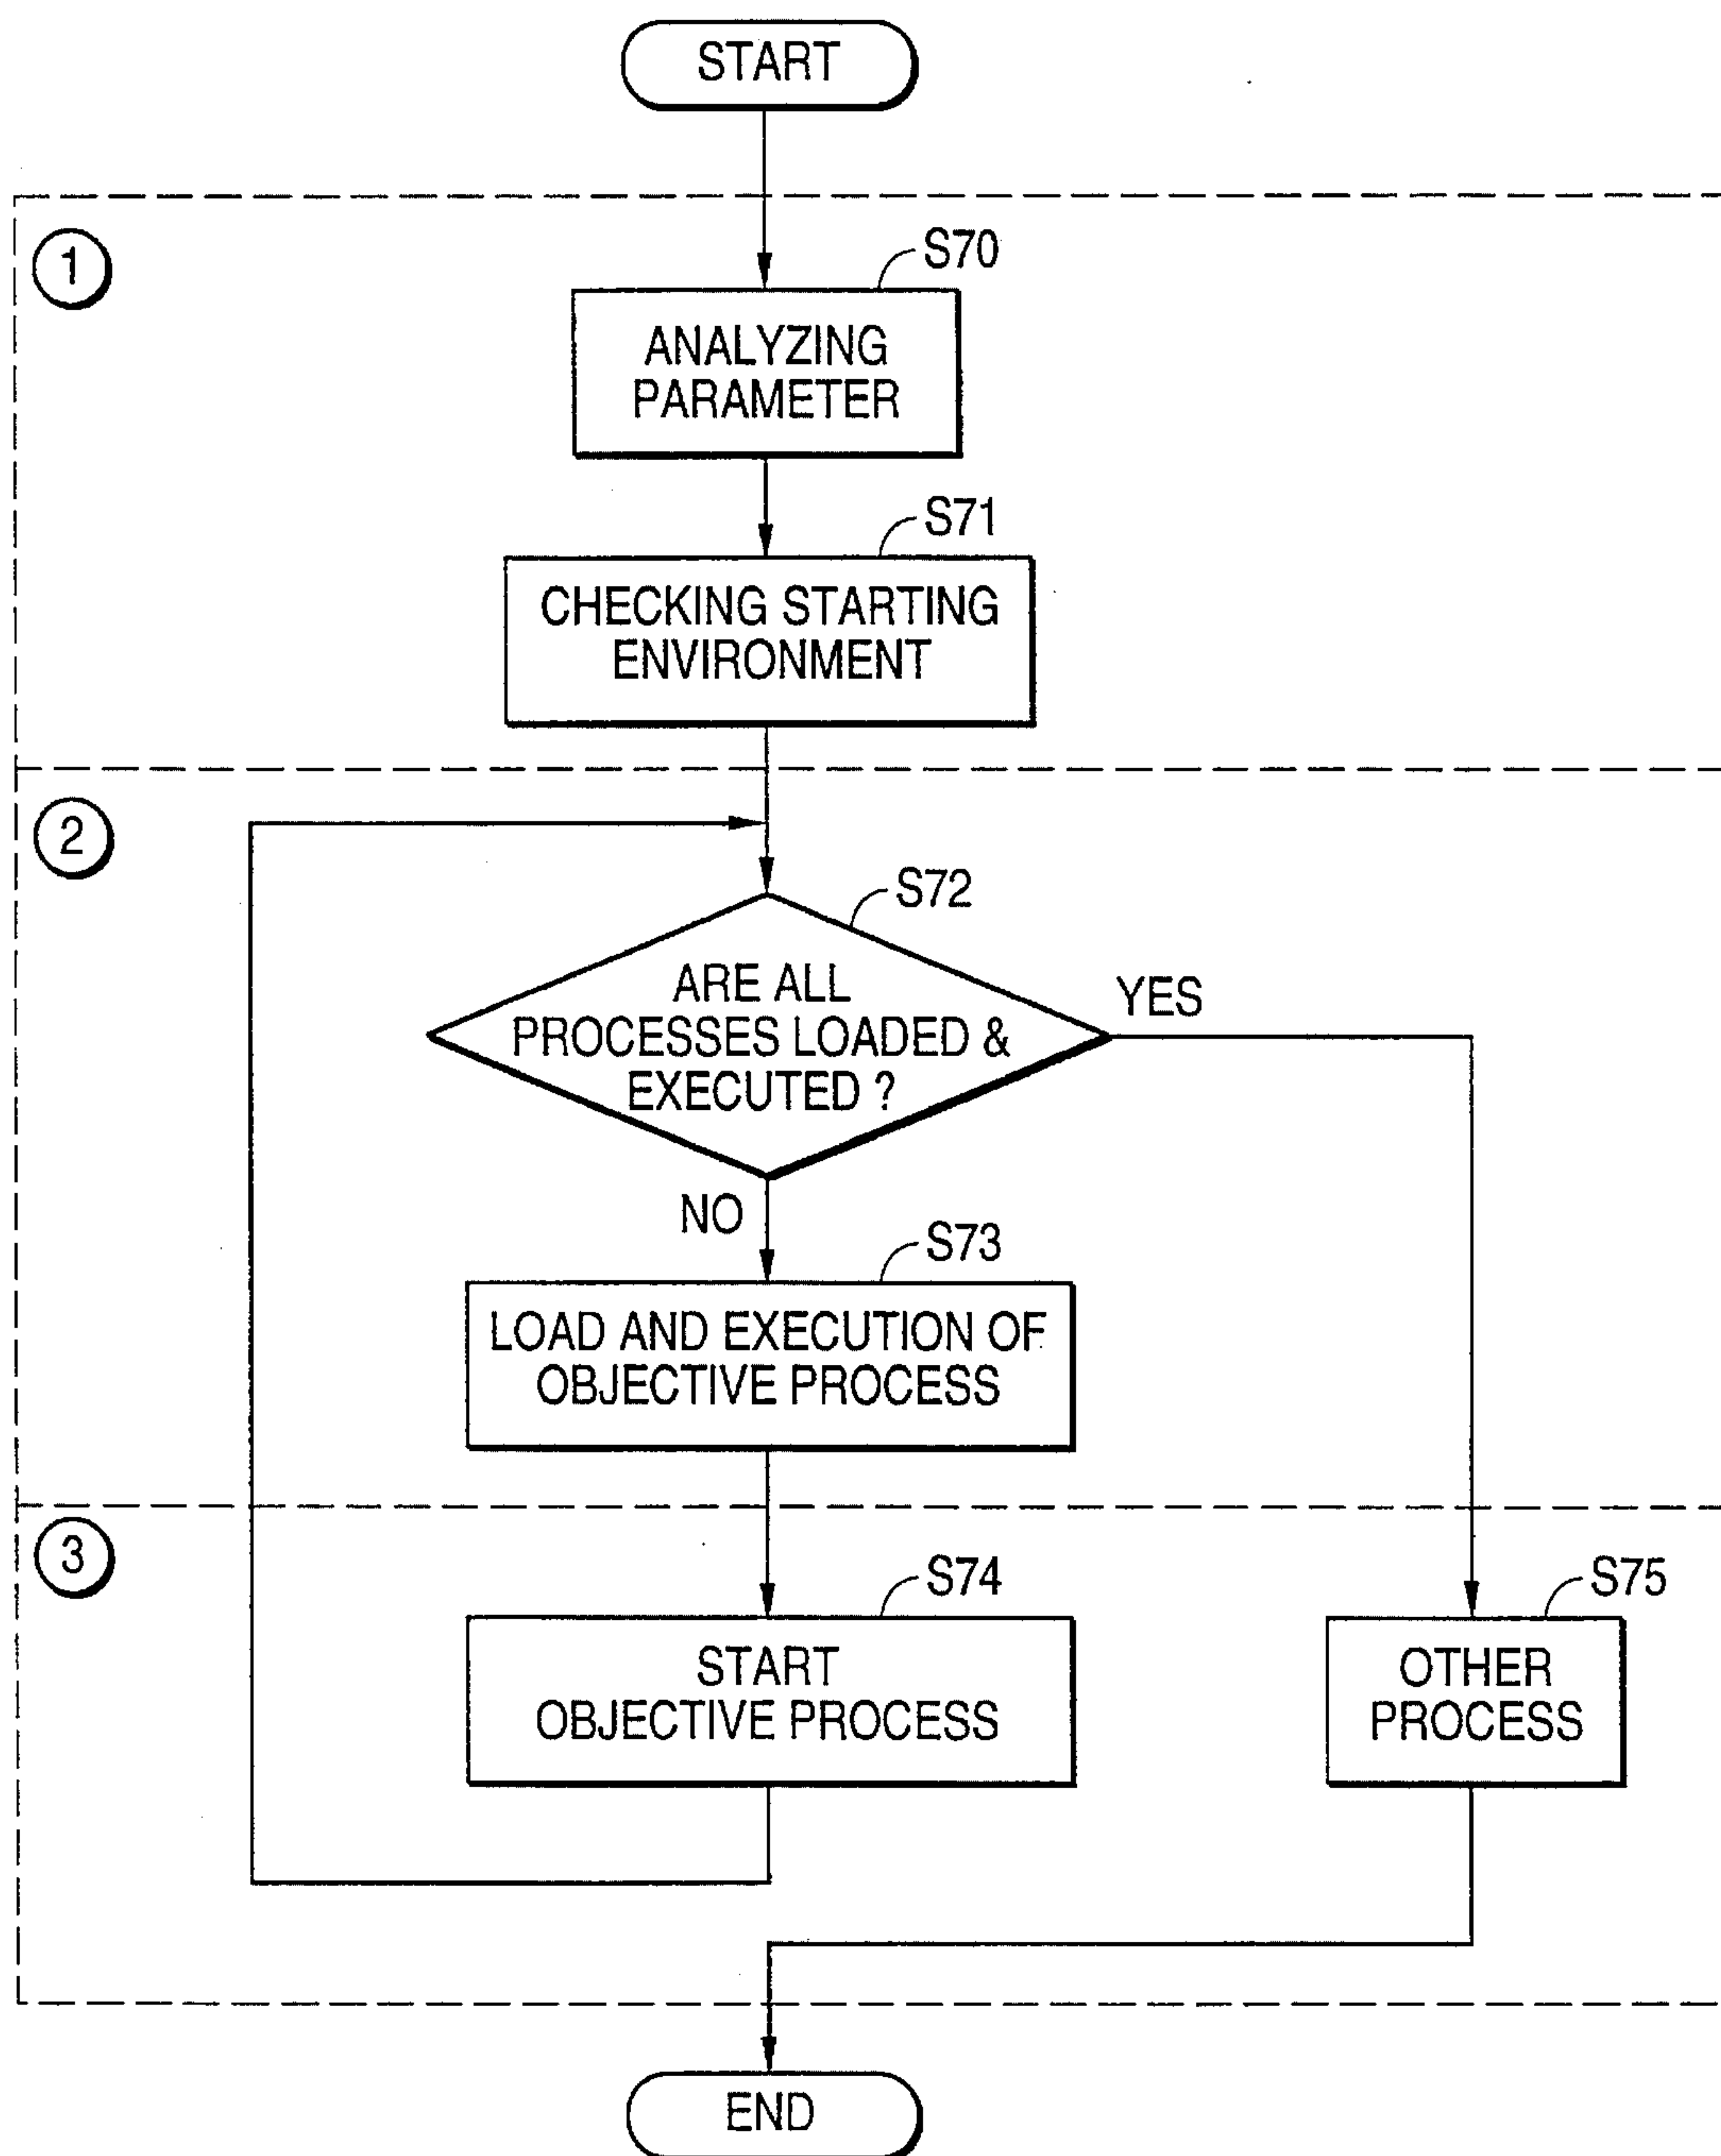 START
1
S70
ANALYZING
PARAMETER
S71
CHECKING STARTING
ENVIRONMENT
2
S72
ARE ALL
PROCESSES LOADED &
EXECUTED ?
YES
NO
S73
LOAD AND EXECUTION OF
OBJECTIVE PROCESS
3
S74
START
OBJECTIVE PROCESS
S75
OTHER
PROCESS
END